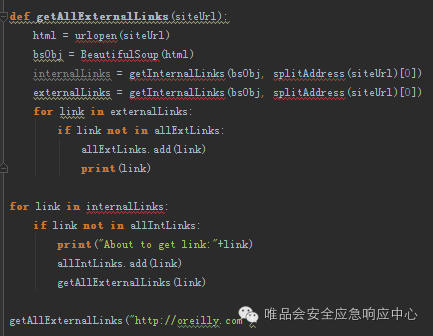 def getAllExternalLinks(siteUrl):
    html = urlopen(siteUrl)
    bsObj = BeautifulSoup(html)
    internalLinks = getInternalLinks(bsObj, splitAddress(siteUrl)[0])
    externalLinks = getInternalLinks(bsObj, splitAddress(siteUrl)[0])
    for link in externalLinks:
        if link not in allExtLinks:
            allExtLinks.add(link)
            print(link)
for link in internalLinks:
    if link not in allIntLinks:
        print("About to get link:"+link)
        allIntLinks.add(link)
        getAllExternalLinks(link)
getAllExternalLinks("http://oreilly.com
唯品会安全应急响应中心